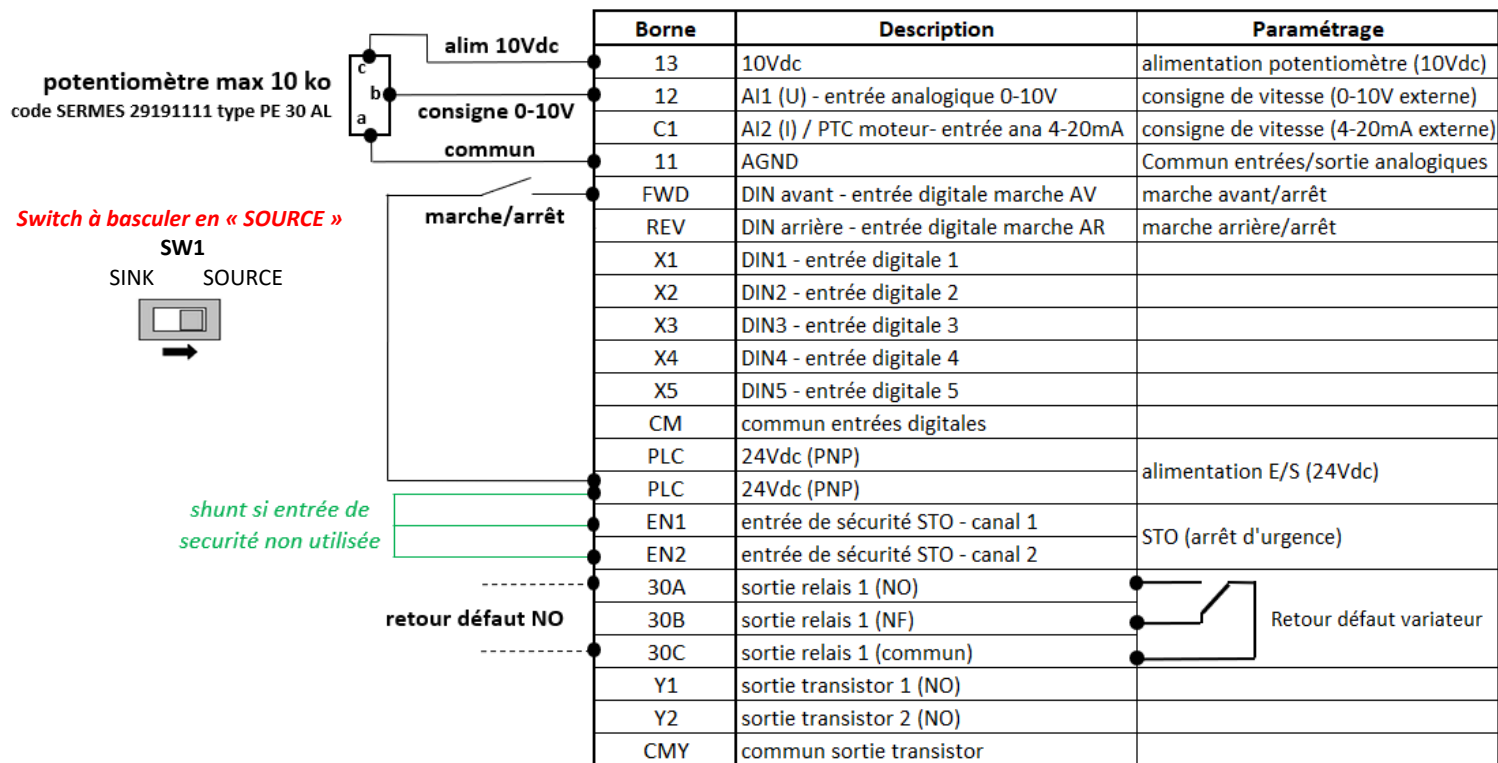 alim 10Vdc
c
potentiomètre max 10 ko
code SERMES 29191111 type PE 30 AL
b
a
consigne 0-10V
commun
marche/arrêt
Switch à basculer en « SOURCE »
SW1
SINK SOURCE
shunt si entrée de
securité non utilisée
retour défaut NO
Borne Description Paramétrage
13 10Vdc alimentation potentiomètre (10Vdc)
12 AI1 (U) - entrée analogique 0-10V consigne de vitesse (0-10V externe)
C1 AI2 (I) / PTC moteur- entrée ana 4-20mA consigne de vitesse (4-20mA externe)
11 AGND Commun entrées/sortie analogiques
FWD DIN avant - entrée digitale marche AV marche avant/arrêt
REV DIN arrière - entrée digitale marche AR marche arrière/arrêt
X1 DIN1 - entrée digitale 1
X2 DIN2 - entrée digitale 2
X3 DIN3 - entrée digitale 3
X4 DIN4 - entrée digitale 4
X5 DIN5 - entrée digitale 5
CM commun entrées digitales
PLC 24Vdc (PNP)
alimentation E/S (24Vdc)
PLC 24Vdc (PNP)
EN1 entrée de sécurité STO - canal 1
STO (arrêt d'urgence)
EN2 entrée de sécurité STO - canal 2
30A sortie relais 1 (NO)
30B sortie relais 1 (NF) Retour défaut variateur
30C sortie relais 1 (commun)
Y1 sortie transistor 1 (NO)
Y2 sortie transistor 2 (NO)
CMY commun sortie transistor